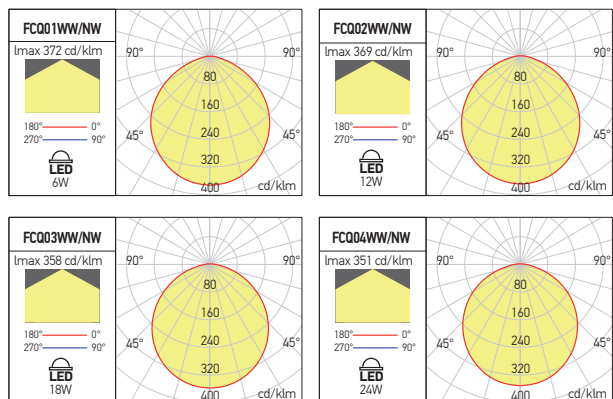 FCQ01WW/NW
Imax 372 cd/klm
180° 0°
270° 90°
LED
6W
90° 90°
80
160
45° 45°
240
320
400 cd/klm
FCQ02WW/NW
Imax 369 cd/klm
180° 0°
270° 90°
LED
12W
90° 90°
80
160
45° 45°
240
320
400 cd/klm
FCQ03WW/NW
Imax 358 cd/klm
180° 0°
270° 90°
LED
18W
90° 90°
80
160
45° 45°
240
320
400 cd/klm
FCQ04WW/NW
Imax 351 cd/klm
180° 0°
270° 90°
LED
24W
90° 90°
80
160
45° 45°
240
320
400 cd/klm